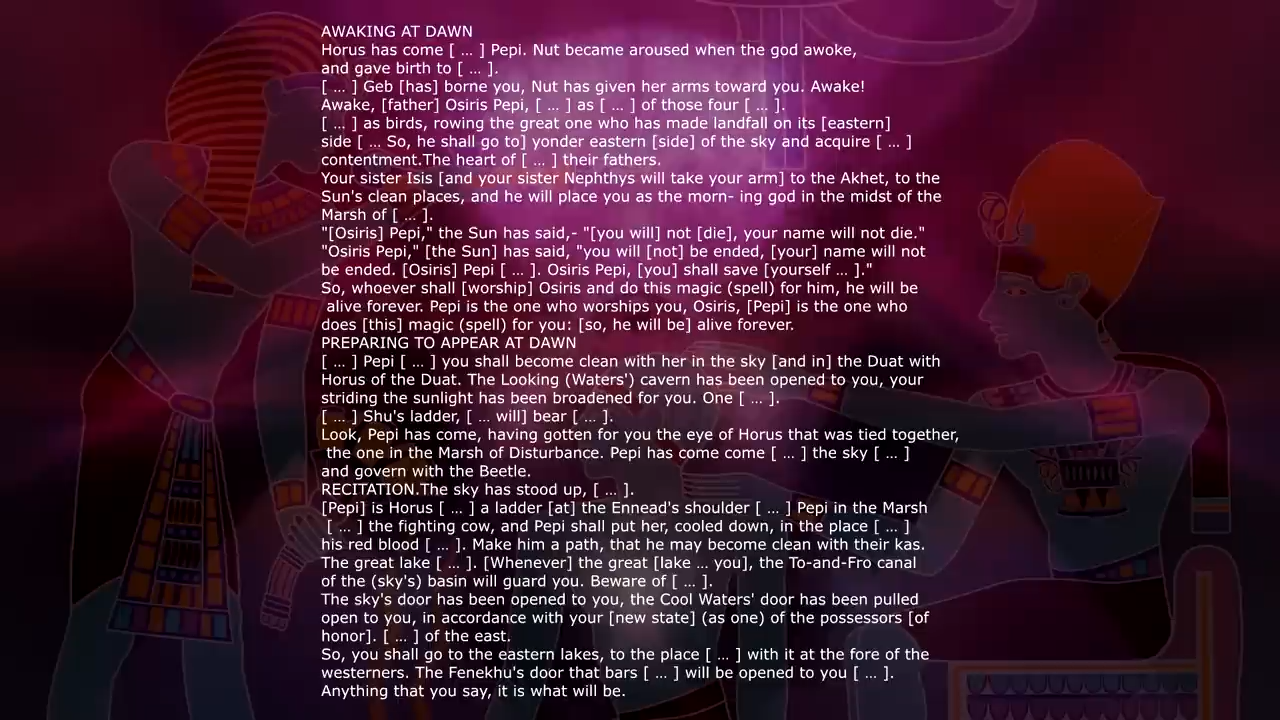 AWAKING AT DAWN
Horus has come [ ... ] Pepi. Nut became aroused when the god awoke,
and gave birth to [ ... ].
[ ... ] Geb [has] borne you, Nut has given her arms toward you. Awake!
Awake, [father] Osiris Pepi, [ ... ] as [ ... ] of those four [ ... ].
[ ... ] as birds, rowing the great one who has made landfall on its [eastern]
side [ ... So, he shall go to] yonder eastern [side] of the sky and acquire [ ... ]
contentment.The heart of [ ... ] their fathers.
Your sister Isis [and your sister Nephthys will take your arm] to the Akhet, to the
Sun's clean places, and he will place you as the morn- ing god in the midst of the
Marsh of [ ... ].
"[Osiris] Pepi," the Sun has said,- "[you will] not [die], your name will not die."
"Osiris Pepi," [the Sun] has said, "you will [not] be ended, [your] name will not
be ended. [Osiris] Pepi [ ... ]. Osiris Pepi, [you] shall save [yourself ... ]."
So, whoever shall [worship] Osiris and do this magic (spell) for him, he will be
alive forever. Pepi is the one who worships you, Osiris, [Pepi] is the one who
does [this] magic (spell) for you: [so, he will be] alive forever.
PREPARING TO APPEAR AT DAWN
[ ... ] Pepi [ ... ] you shall become clean with her in the sky [and in] the Duat with
Horus of the Duat. The Looking (Waters') cavern has been opened to you, your
striding the sunlight has been broadened for you. One [ ... ].
[ ... ] Shu's ladder, [ ... will] bear [ ... ].
Look, Pepi has come, having gotten for you the eye of Horus that was tied together,
the one in the Marsh of Disturbance. Pepi has come come [ ... ] the sky [ ... ]
and govern with the Beetle.
RECITATION.The sky has stood up, [ ... ].
[Pepi] is Horus [ ... ] a ladder [at] the Ennead's shoulder [ ... ] Pepi in the Marsh
[ ... ] the fighting cow, and Pepi shall put her, cooled down, in the place [ ... ]
his red blood [ ... ]. Make him a path, that he may become clean with their kas.
The great lake [ ... ]. [Whenever] the great [lake ... you], the To-and-Fro canal
of the (sky's) basin will guard you. Beware of [ ... ].
The sky's door has been opened to you, the Cool Waters' door has been pulled
open to you, in accordance with your [new state] (as one) of the possessors [of
honor]. [ ... ] of the east.
So, you shall go to the eastern lakes, to the place [ ... ] with it at the fore of the
westerners. The Fenekhu's door that bars [ ... ] will be opened to you [ ... ].
Anything that you say, it is what will be.